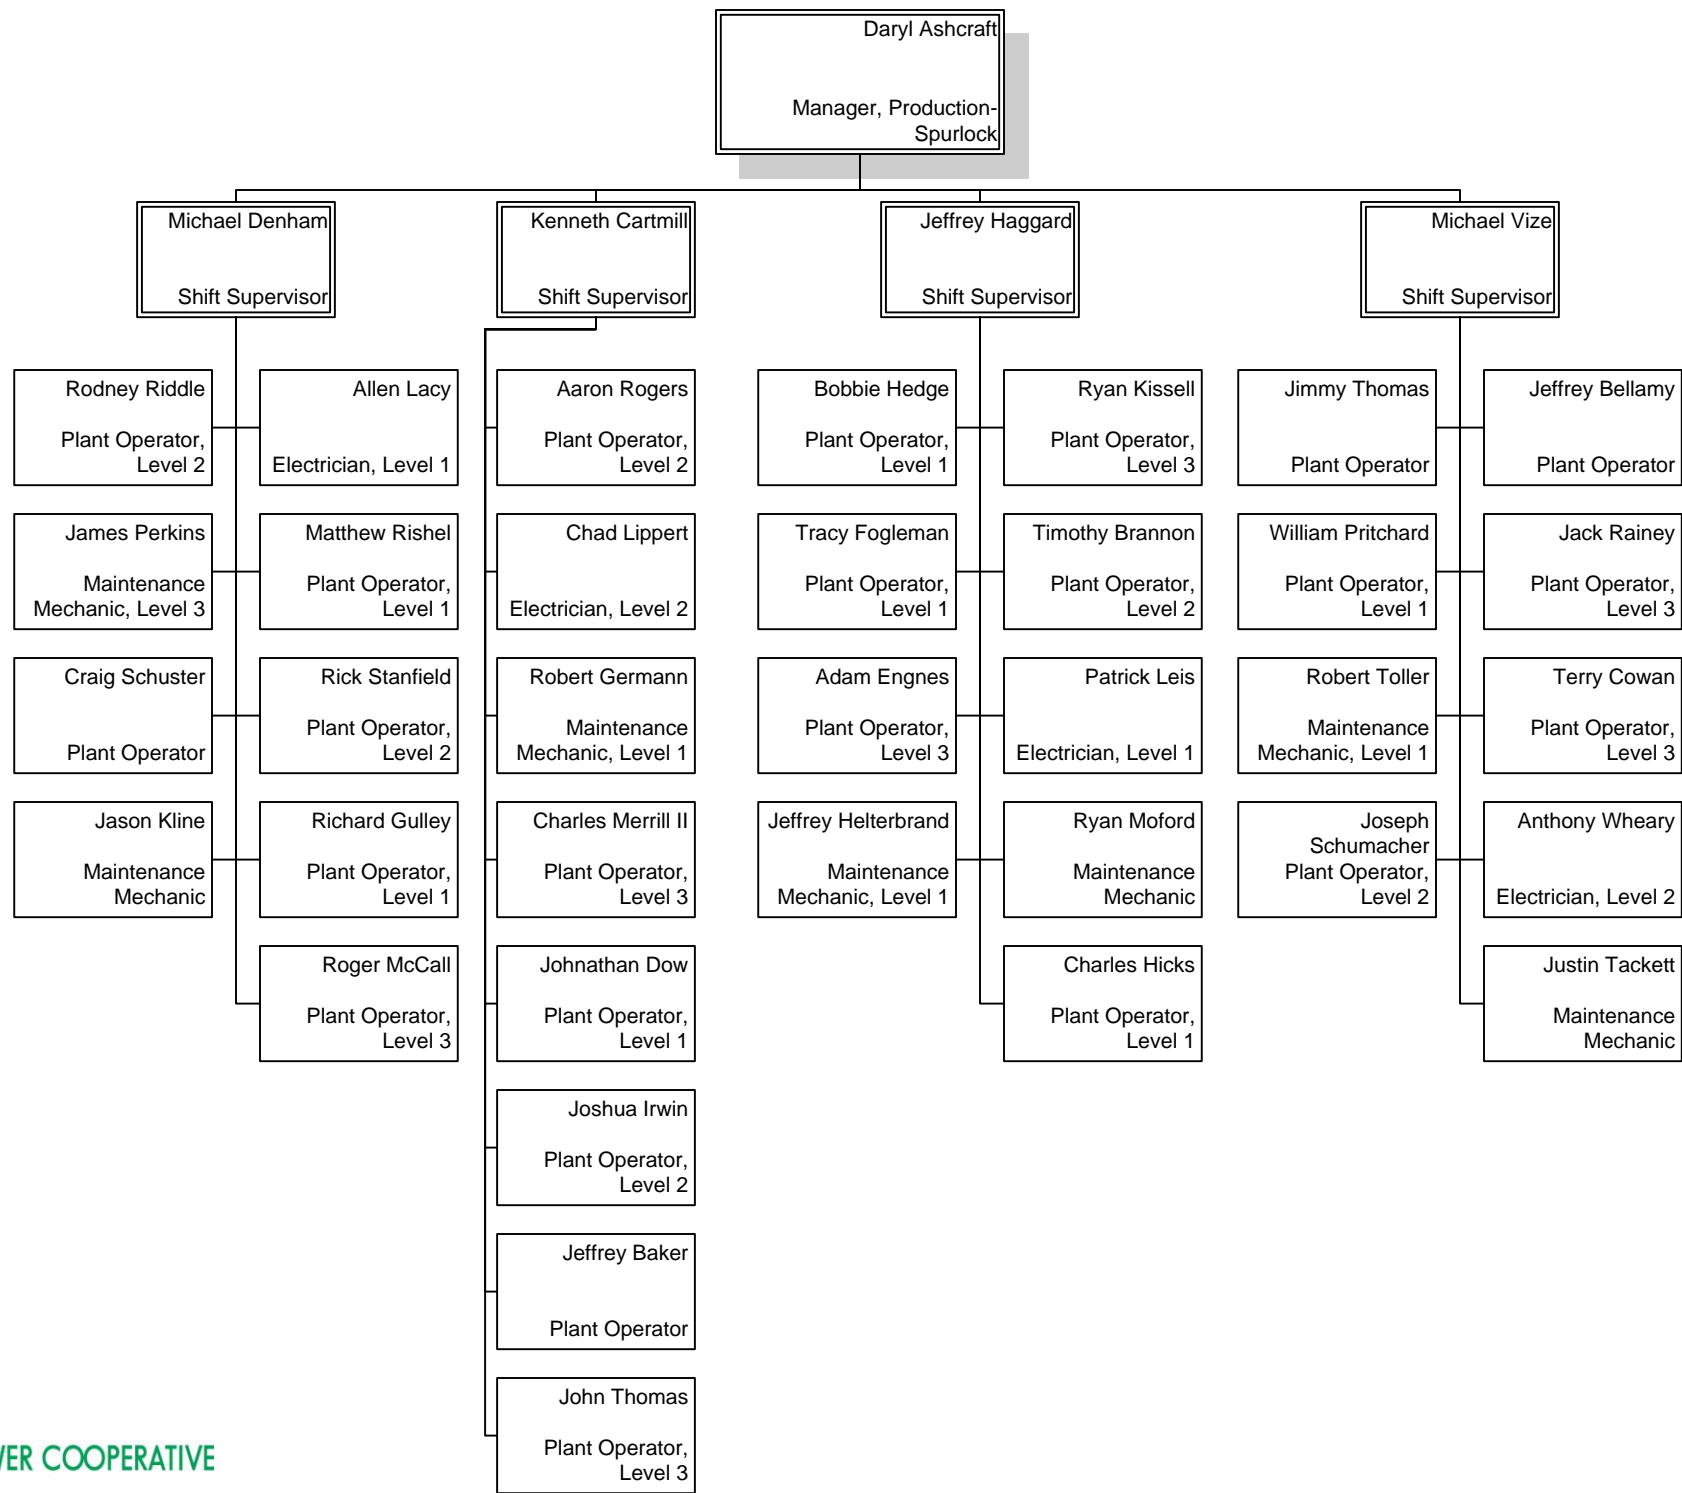 Daryl Ashcraft
Manager, Production-
Spurlock
Michael Denham
Shift Supervisor
Kenneth Cartmill
Shift Supervisor
Jeffrey Haggard
Shift Supervisor
Michael Vize
Shift Supervisor
Rodney Riddle
Plant Operator,
Level 2
Allen Lacy
Electrician, Level 1
James Perkins
Maintenance
Mechanic, Level 3
Matthew Rishel
Plant Operator,
Level 1
Craig Schuster
Plant Operator
Rick Stanfield
Plant Operator,
Level 2
Jason Kline
Maintenance
Mechanic
Richard Gulley
Plant Operator,
Level 1
Roger McCall
Plant Operator,
Level 3
Aaron Rogers
Plant Operator,
Level 2
Chad Lippert
Electrician, Level 2
Robert Germann
Maintenance
Mechanic, Level 1
Charles Merrill II
Plant Operator,
Level 3
Johnathan Dow
Plant Operator,
Level 1
Joshua Irwin
Plant Operator,
Level 2
Jeffrey Baker
Plant Operator
John Thomas
Plant Operator,
Level 3
Bobbie Hedge
Plant Operator,
Level 1
Ryan Kissell
Plant Operator,
Level 3
Tracy Fogleman
Plant Operator,
Level 1
Timothy Brannon
Plant Operator,
Level 2
Adam Engnes
Plant Operator,
Level 3
Patrick Leis
Electrician, Level 1
Jeffrey Helterbrand
Maintenance
Mechanic, Level 1
Ryan Moford
Maintenance
Mechanic
Charles Hicks
Plant Operator,
Level 1
Jimmy Thomas
Plant Operator
Jeffrey Bellamy
Plant Operator
William Pritchard
Plant Operator,
Level 1
Jack Rainey
Plant Operator,
Level 3
Robert Toller
Maintenance
Mechanic, Level 1
Terry Cowan
Plant Operator,
Level 3
Joseph
Schumacher
Plant Operator,
Level 2
Anthony Wheary
Electrician, Level 2
Justin Tackett
Maintenance
Mechanic
WER COOPERATIVE